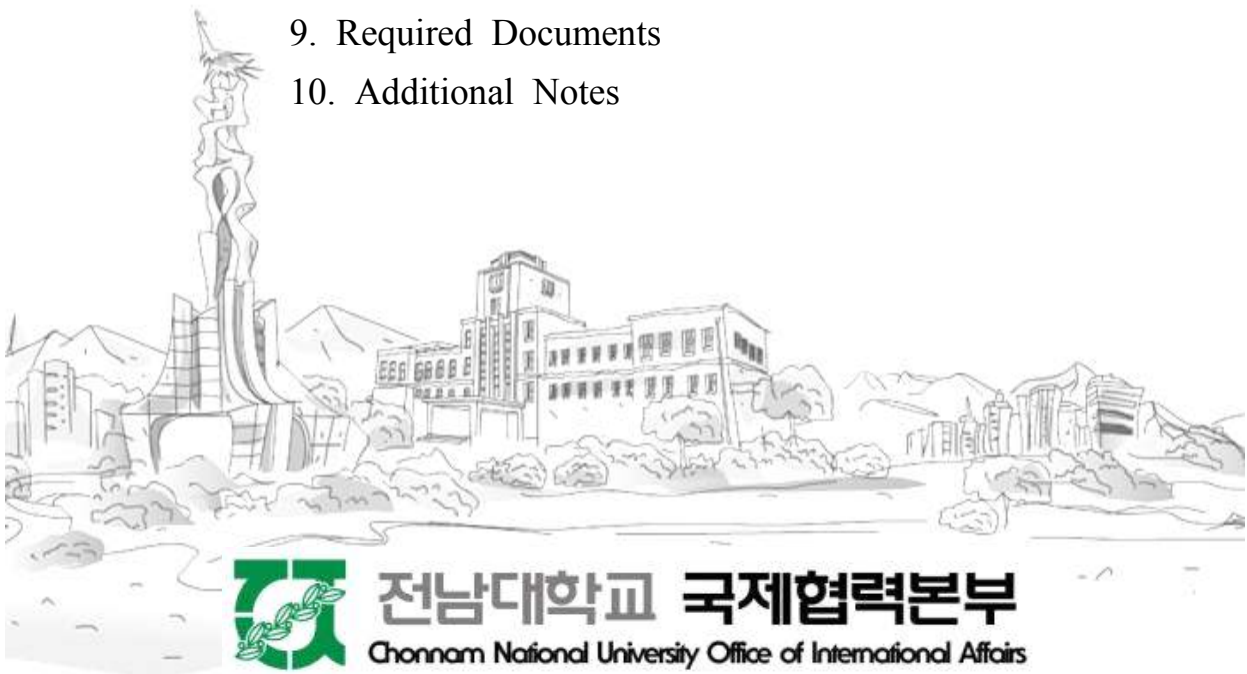 9. Required Documents
10. Additional Notes
전남대학교 국제협력본부
Chonnam National University Office of International Affairs